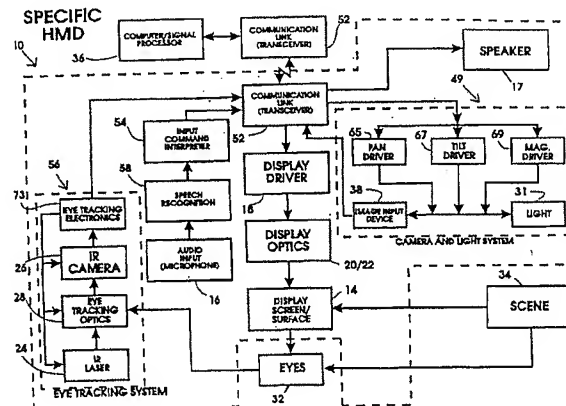 SPECIFIC
HMD
10
COMPUTER/SIGNAL
PROCESSOR
36
COMMUNICATION
LINK
(TRANSCEIVER)
52
SPEAKER
17
COMMUNICATION
LINK
(TRANSCEIVER)
52
49
54
INPUT
COMMAND
INTERPRETER
65
PAN
DRIVER
67
TILT
DRIVER
69
MAG. DRIVER
56
58
SPEECH
RECOGNITION
DISPLAY
DRIVER
18
38
IMAGE INPUT
DEVICE
31
LIGHT
CAMERA AND LIGHT SYSTEM
731
EYE TRACKING
ELECTRONICS
AUDIO
INPUT
(MICROPHONE)
16
DISPLAY
OPTICS
20/22
26
IR
CAMERA
28
EYE
TRACKING
OPTICS
DISPLAY
SCREEN/
SURFACE
14
34
SCENE
24
IR
LASER
EYES
32
EYE TRACKING SYSTEM